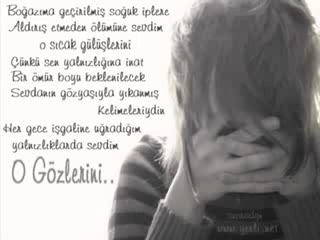 Boğazıma geçirilmiş soğuk iplere
Aldırış etmeden ölümüne sevdim
o sıcak gülüşlerini
Çünkü sen yalnızlığına inat
Bir ömür boyu beklenilecek
Sevdanın gözyaşıyla yıkanmış
Kelimeleriydin
Her gece işgaline uğradığım
yalnızlıklarda sevdim
O Gözlerini..